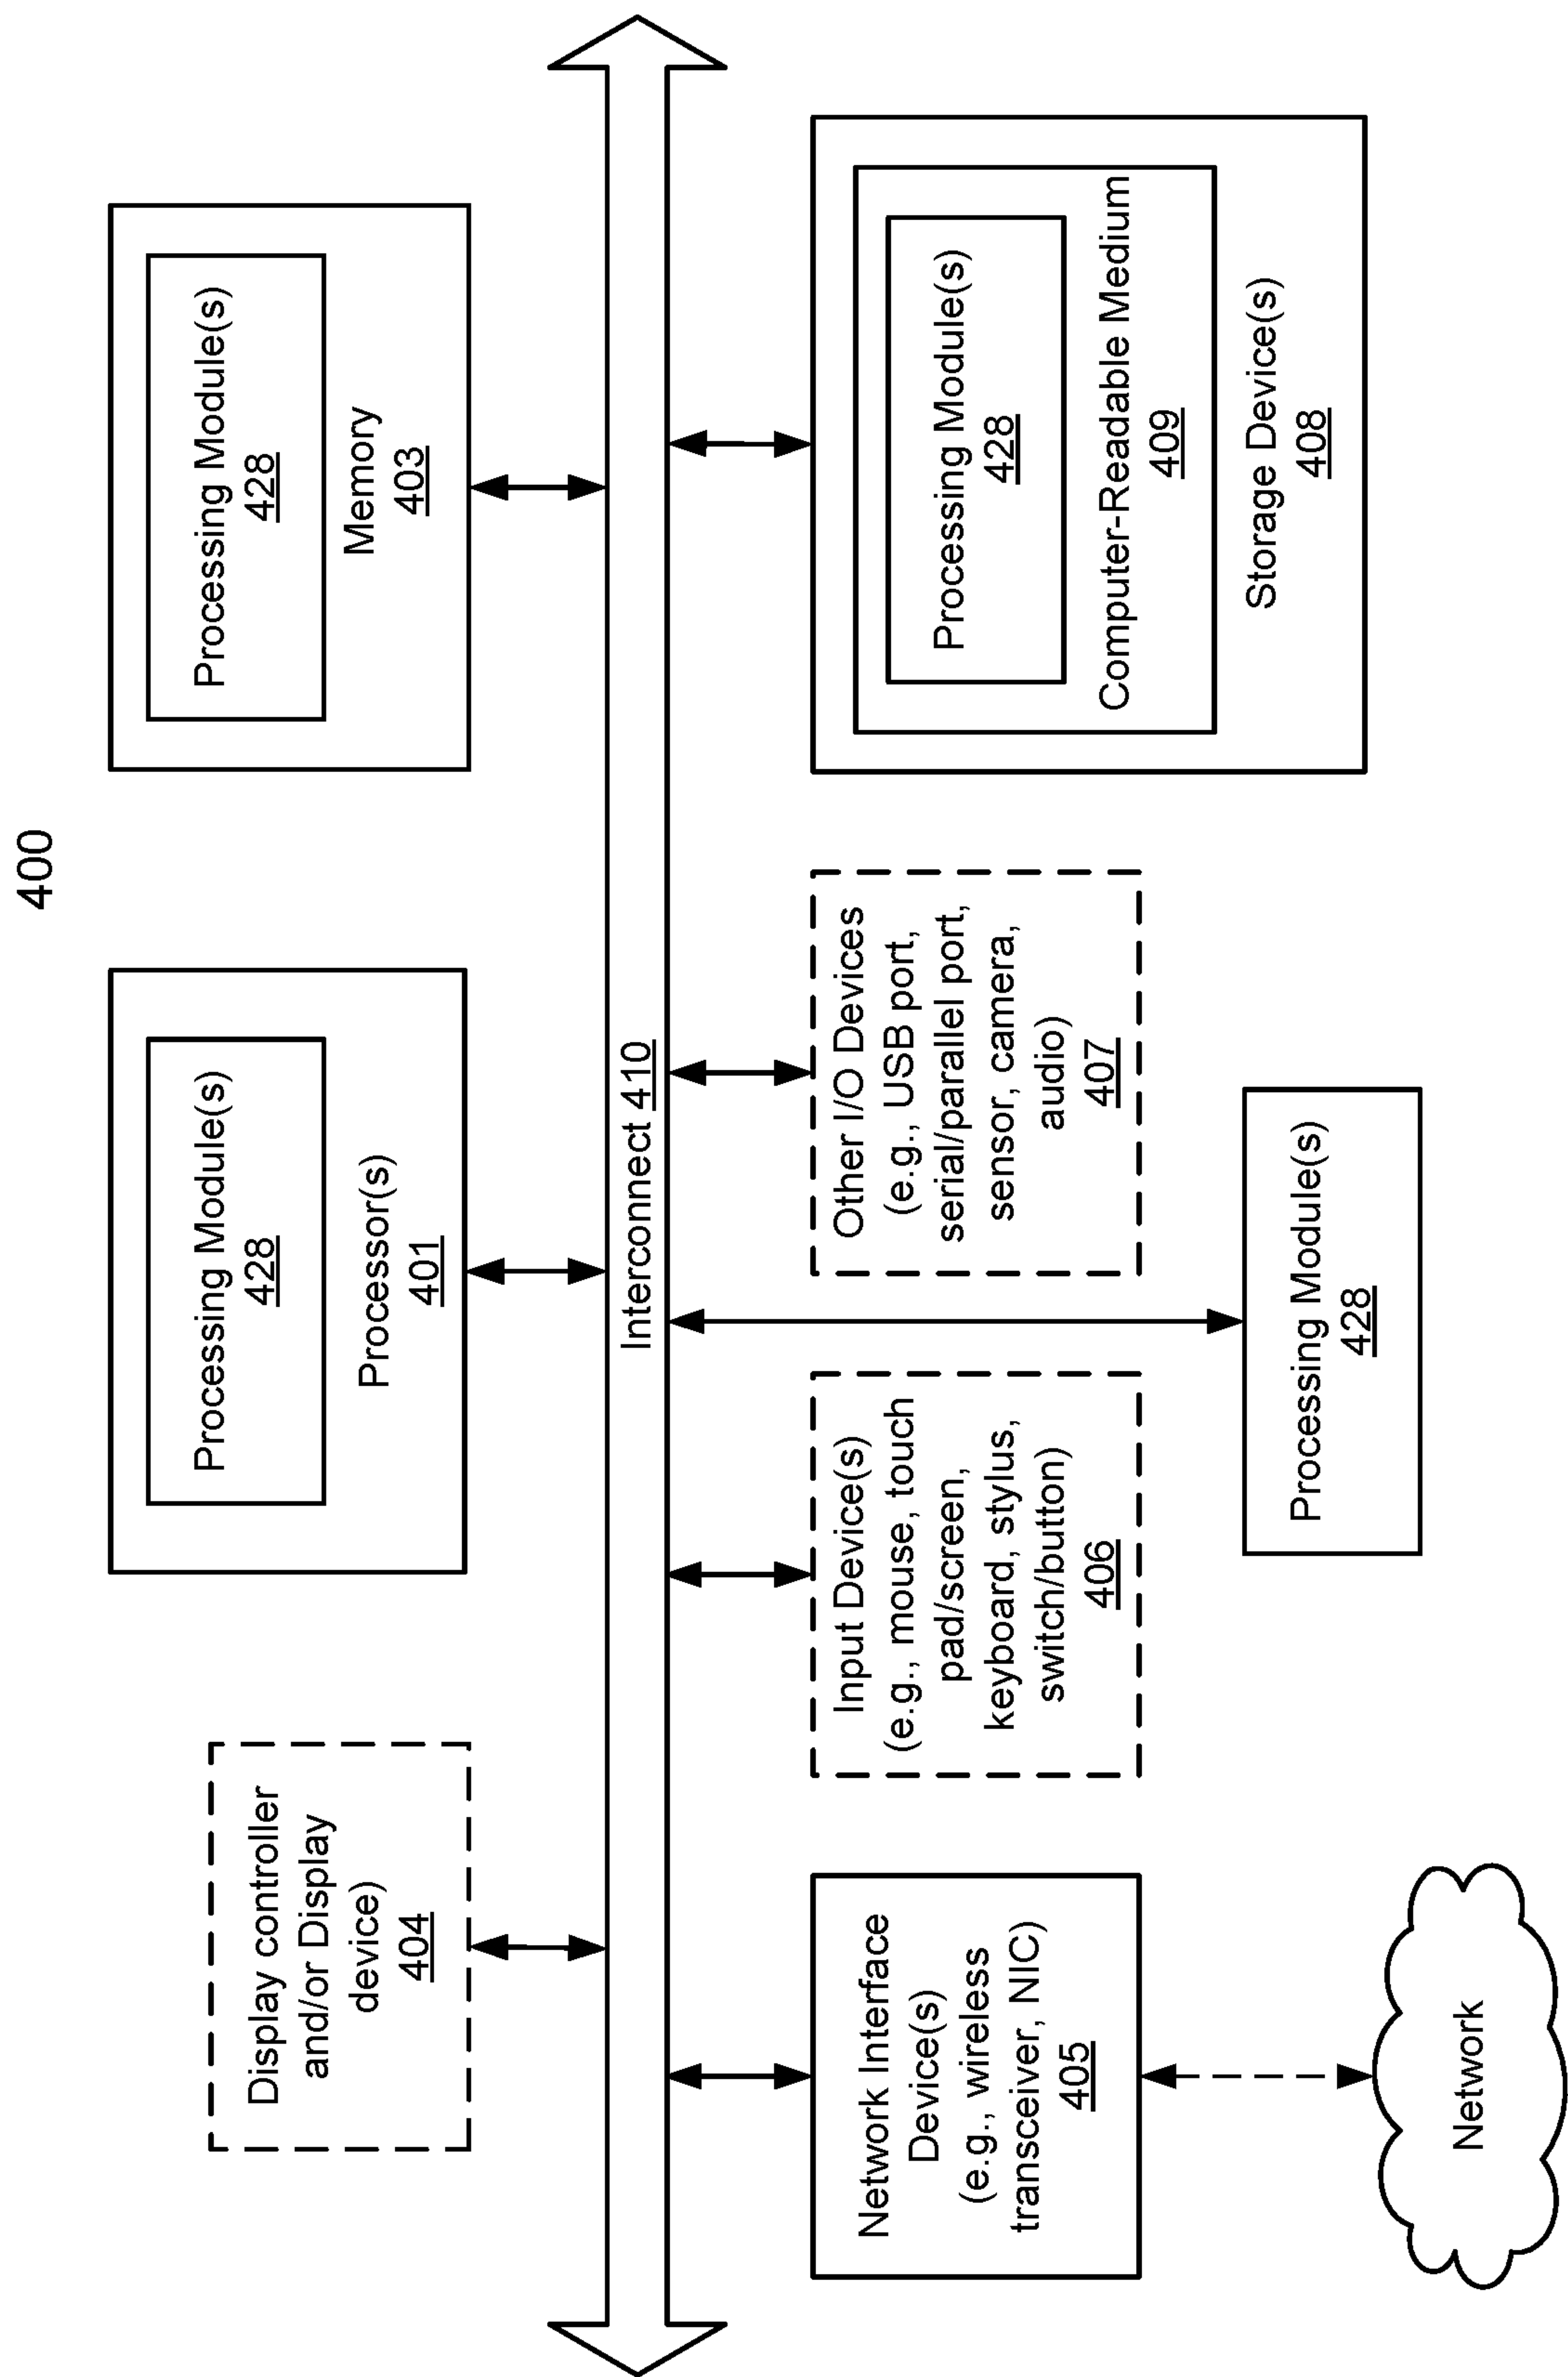 400
Display controller
and/or Display
device)
404
Processing Module(s)
428
Processor(s)
401
Processing Module(s)
428
Memory
403
Interconnect 410
Network Interface
Device(s)
(e.g., wireless
transceiver, NIC)
405
Input Device(s)
(e.g., mouse, touch
pad/screen,
keyboard, stylus,
switch/button)
406
Other I/O Devices
(e.g., USB port,
serial/parallel port,
sensor, camera,
audio)
407
Processing Module(s)
428
Computer-Readable Medium
409
Storage Device(s)
408
Processing Module(s)
428
Network